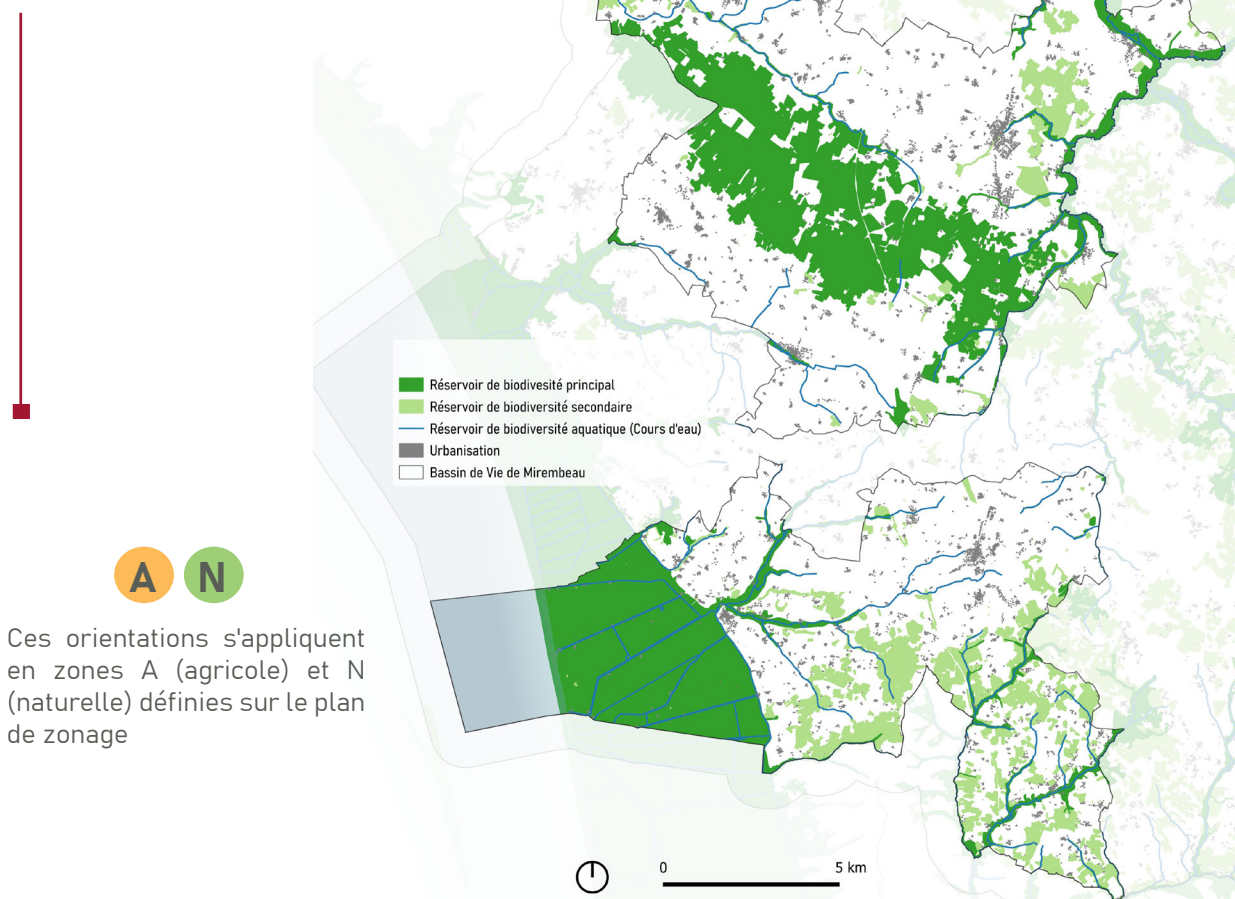 Réservoir de biodivesité principal
Réservoir de biodiversité secondaire
Réservoir de biodiversité aquatique (Cours d'eau)
Urbanisation
Bassin de Vie de Mirembeau
A N
Ces orientations s'appliquent
en zones A (agricole) et N
(naturelle) définies sur le plan
de zonage
0 5 km